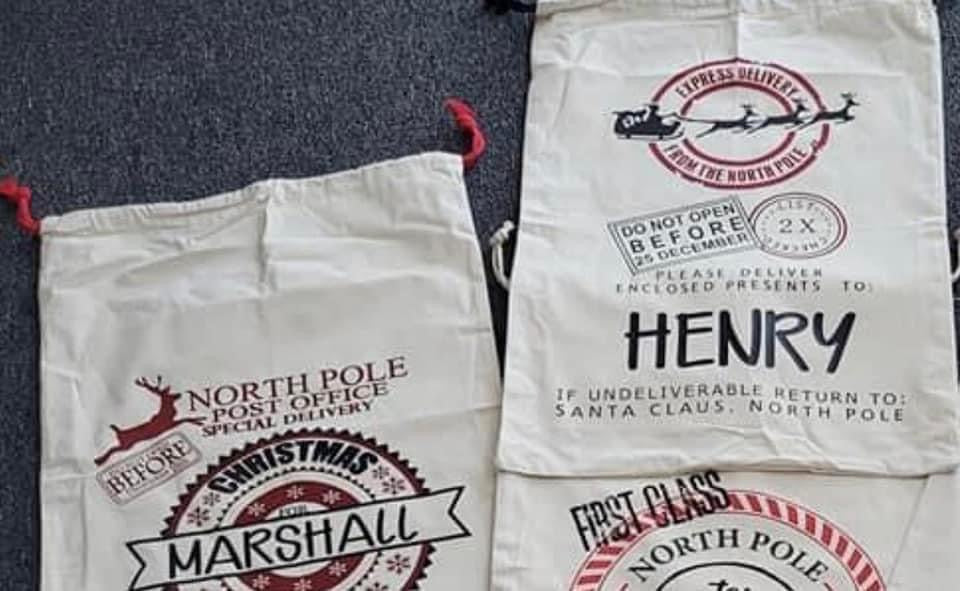 EXPRESS DELIVERY
FROM THE NORTH POLE
DO NOT OPEN
BEFORE
25 DECEMBER
LIST
2X
CHECKED
PLEASE DELIVER
ENCLOSED PRESENTS TO:
HENRY
IF UNDELIVERABLE RETURN TO:
SANTA CLAUS. NORTH POLE
NORTH POLE
POST OFFICE
SPECIAL DELIVERY
BEFORE
CHRISTMAS
FOR
MARSHALL
FIRST CLASS
NORTH POLE